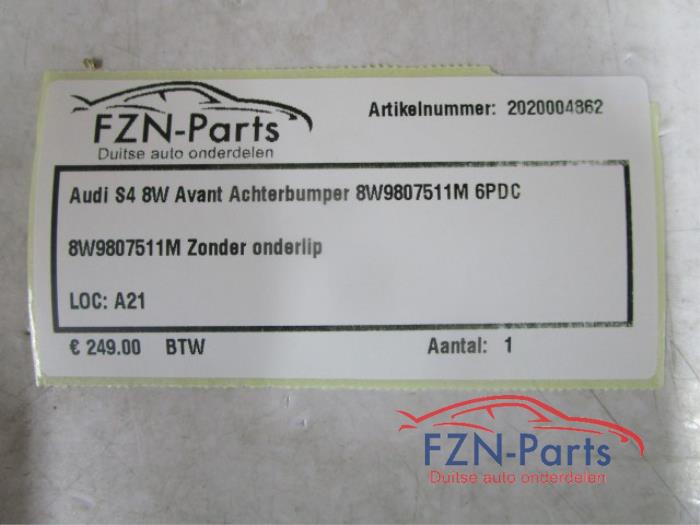 FZN-Parts
Duitse auto onderdelen
Artikelnummer: 2020004862
Audi S4 8W Avant Achterbumper 8W9807511M 6PDC
8W9807511M Zonder onderlip
LOC: A21
€ 249.00 BTW Aantal: 1
FZN-Parts
Duitse auto onderdelen